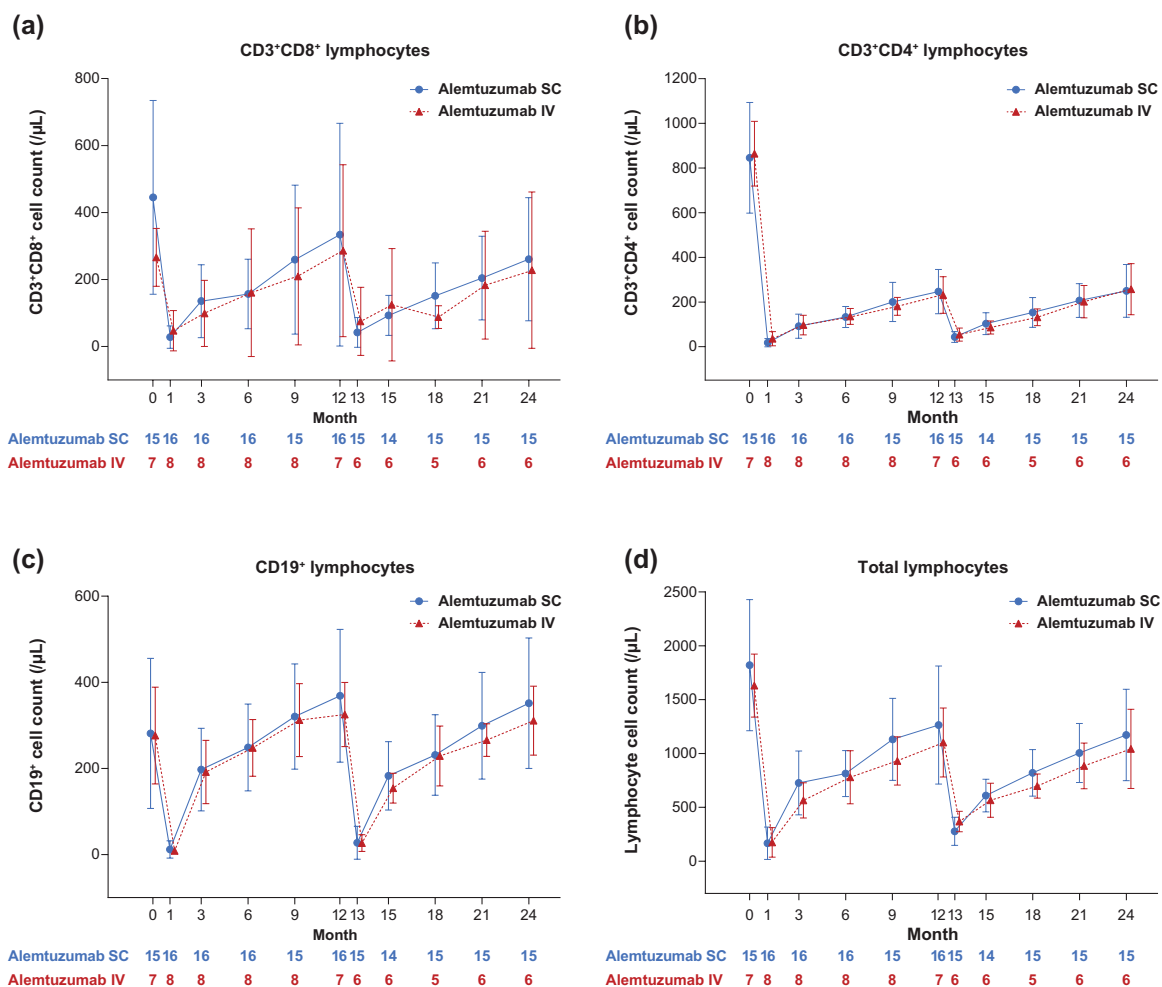 (a)
CD3⁺CD8⁺ lymphocytes
Alemtuzumab SC
Alemtuzumab IV
CD3⁺CD8⁺ cell count (/µL)
800
600
400
200
0
0 1 3 6 9 12 13 15 18 21 24
Month
Alemtuzumab SC 15 16 16 16 15 16 15 14 15 15 15
Alemtuzumab IV 7 8 8 8 8 7 6 6 5 6 6
(b)
CD3⁺CD4⁺ lymphocytes
Alemtuzumab SC
Alemtuzumab IV
CD3⁺CD4⁺ cell count (/µL)
1200
1000
800
600
400
200
0
0 1 3 6 9 12 13 15 18 21 24
Month
15 16 16 16 15 16 15 14 15 15 15
7 8 8 8 8 7 6 6 5 6 6
(c)
CD19⁺ lymphocytes
Alemtuzumab SC
Alemtuzumab IV
CD19⁺ cell count (/µL)
600
400
200
0
0 1 3 6 9 12 13 15 18 21 24
Month
Alemtuzumab SC 15 16 16 16 15 16 15 14 15 15 15
Alemtuzumab IV 7 8 8 8 8 7 6 6 5 6 6
(d)
Total lymphocytes
Alemtuzumab SC
Alemtuzumab IV
Lymphocyte cell count (/µL)
2500
2000
1500
1000
500
0
0 1 3 6 9 12 13 15 18 21 24
Month
15 16 16 16 15 16 15 14 15 15 15
7 8 8 8 8 7 6 6 5 6 6